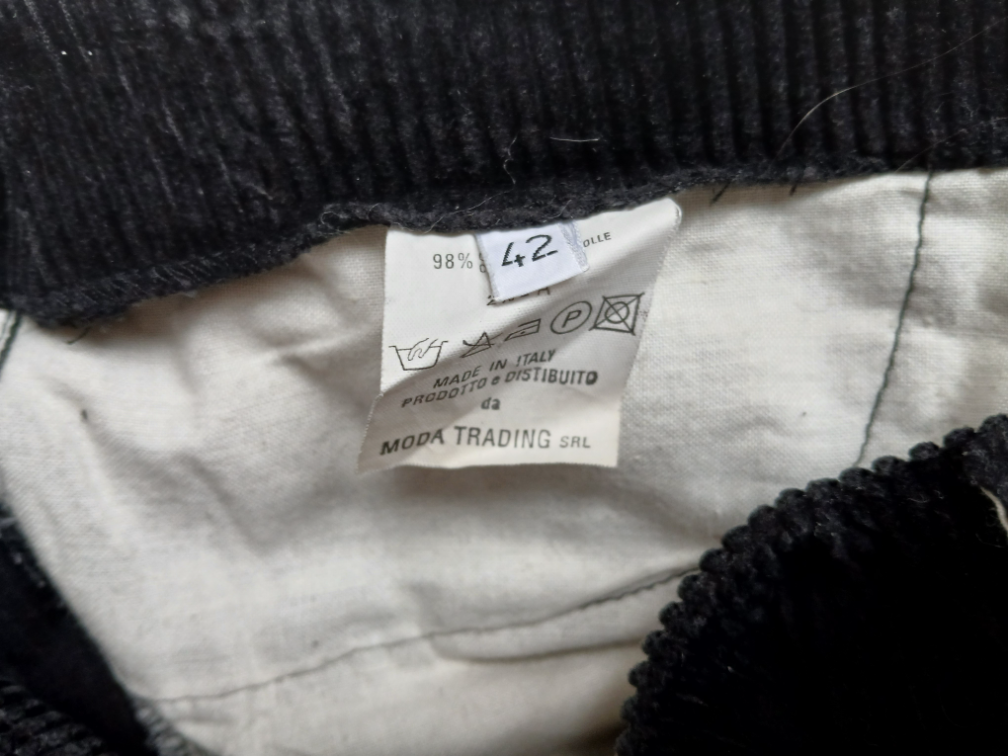 98%
42
OLLE
P
MADE IN ITALY
PRODOTTO e DISTIBUITO
da
MODA TRADING SRL